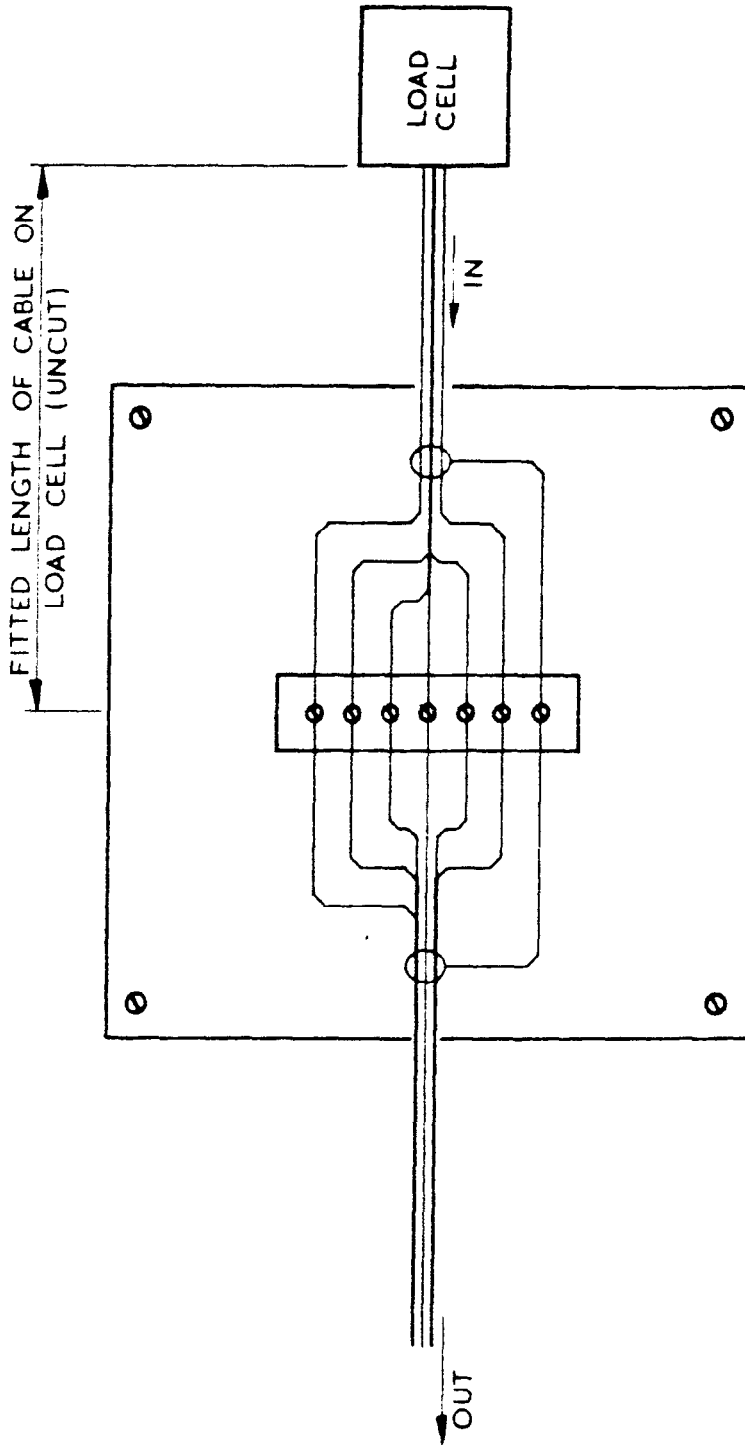 FITTED LENGTH OF CABLE ON
LOAD CELL (UNCUT)
LOAD
CELL
IN
OUT